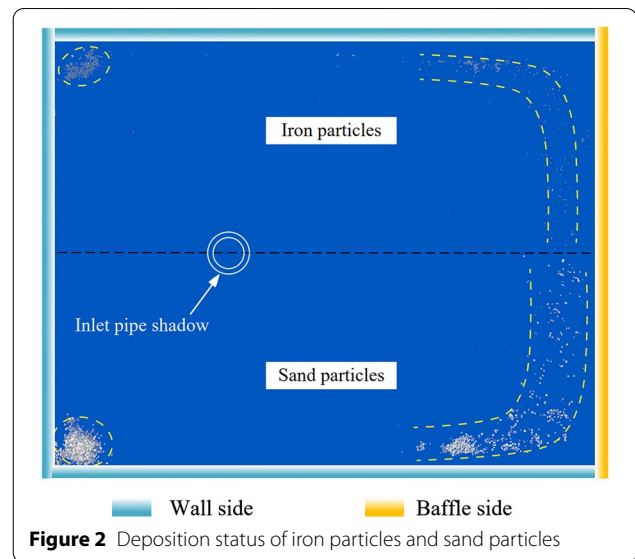 Iron particles
Inlet pipe shadow
Sand particles
Wall side
Baffle side
Figure 2 Deposition status of iron particles and sand particles